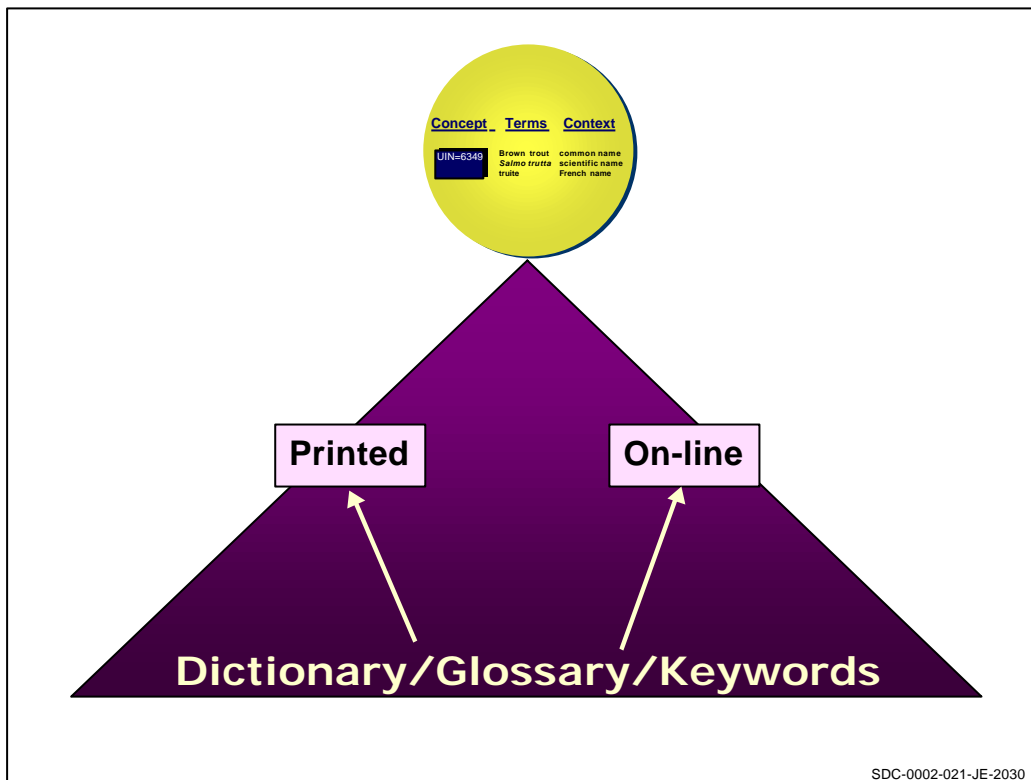 Concept Terms Context
UIN=6349 Brown trout common name
Salmo trutta scientific name
truite French name
Printed On-line
Dictionary/Glossary/Keywords
SDC-0002-021-JE-2030